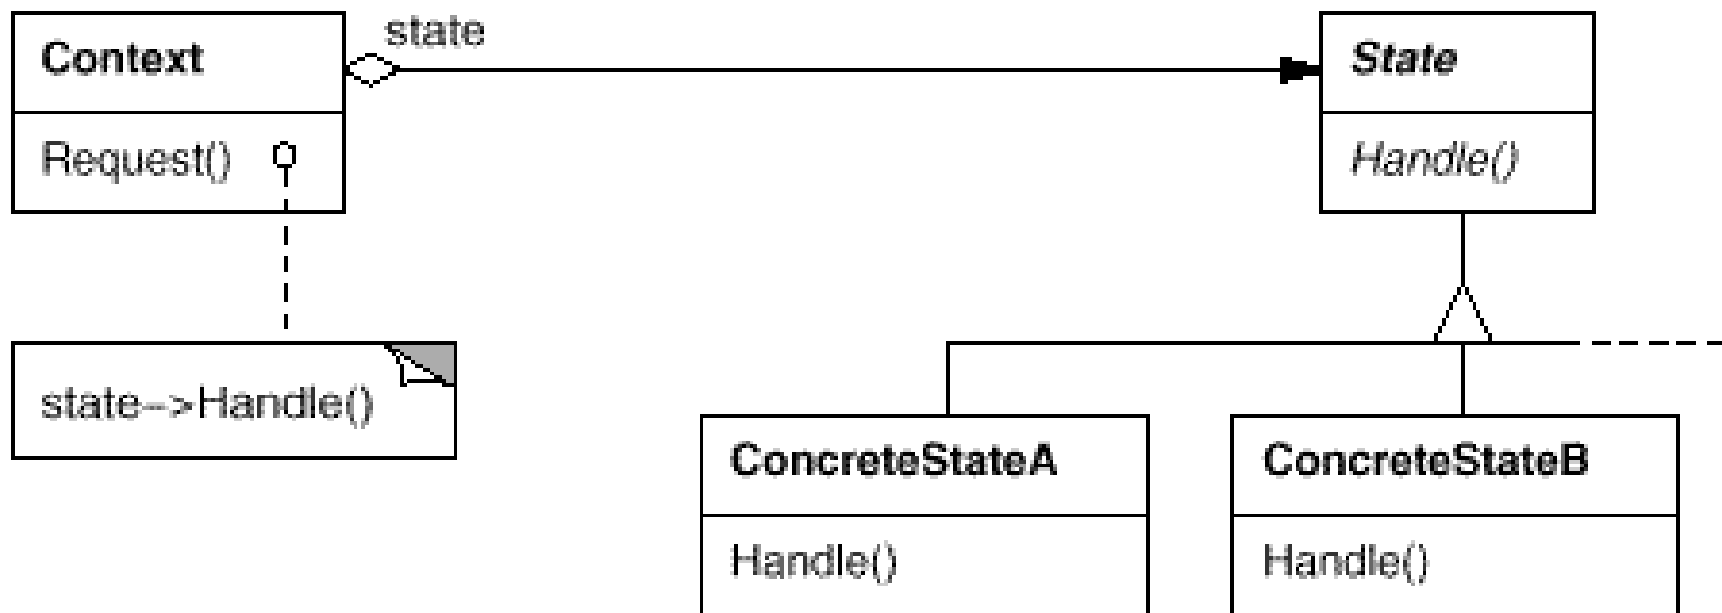 Context
Request()
state
State
Handle()
state->Handle()
ConcreteStateA
Handle()
ConcreteStateB
Handle()